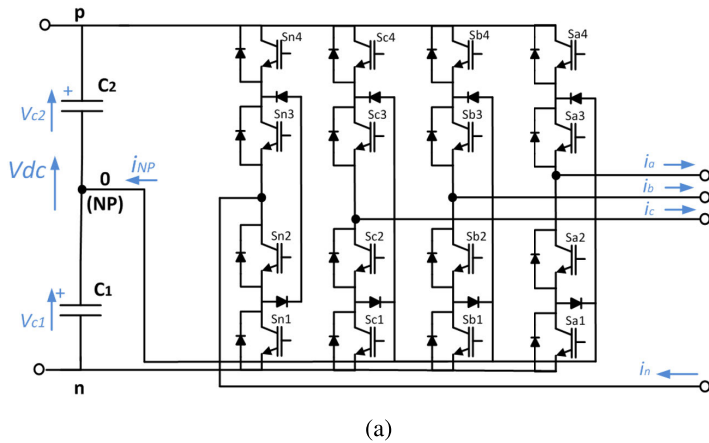 p
Sn4 Sc4 Sb4 Sa4
+ C2
Vc2
Sn3 Sc3 Sb3 Sa3
Vdc 0 iNP
(NP)
ia
ib
ic
Sn2 Sc2 Sb2 Sa2
+ C1
Vc1
Sn1 Sc1 Sb1 Sa1
n
in
(a)